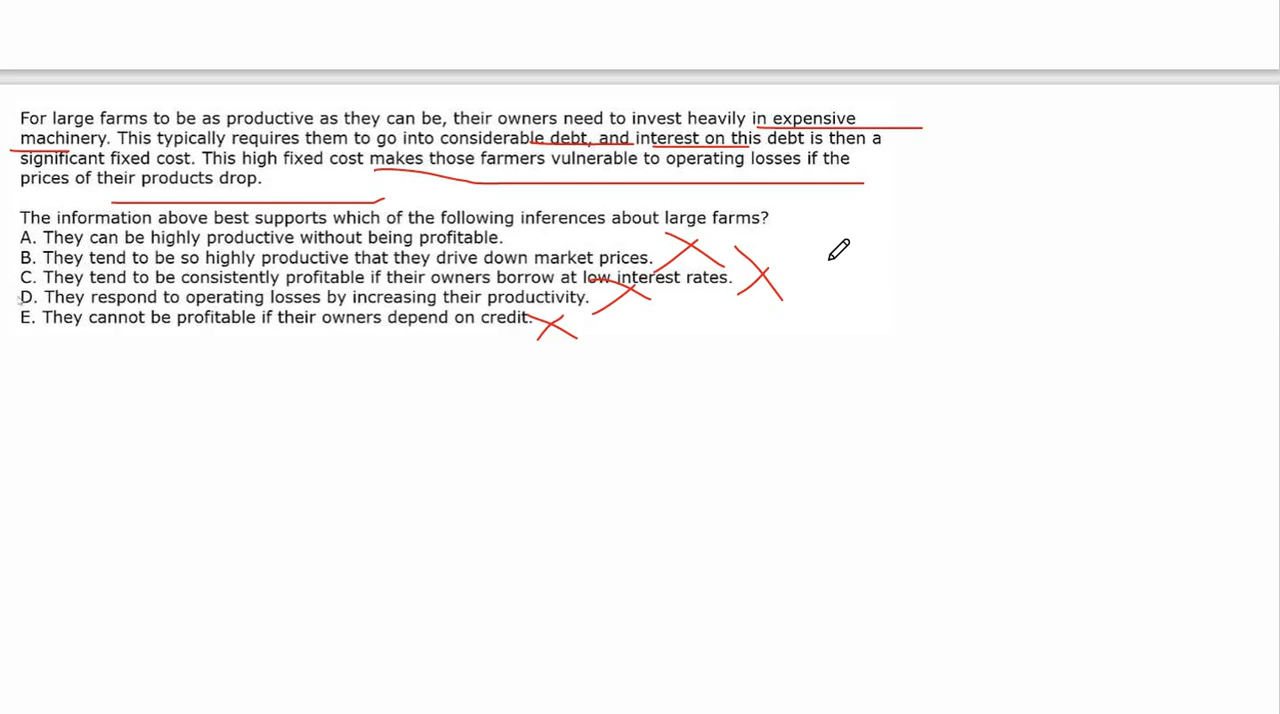 For large farms to be as productive as they can be, their owners need to invest heavily in expensive
machinery. This typically requires them to go into considerable debt, and interest on this debt is then a
significant fixed cost. This high fixed cost makes those farmers vulnerable to operating losses if the
prices of their products drop.
The information above best supports which of the following inferences about large farms?
A. They can be highly productive without being profitable.
B. They tend to be so highly productive that they drive down market prices.
C. They tend to be consistently profitable if their owners borrow at low interest rates.
D. They respond to operating losses by increasing their productivity.
E. They cannot be profitable if their owners depend on credit.